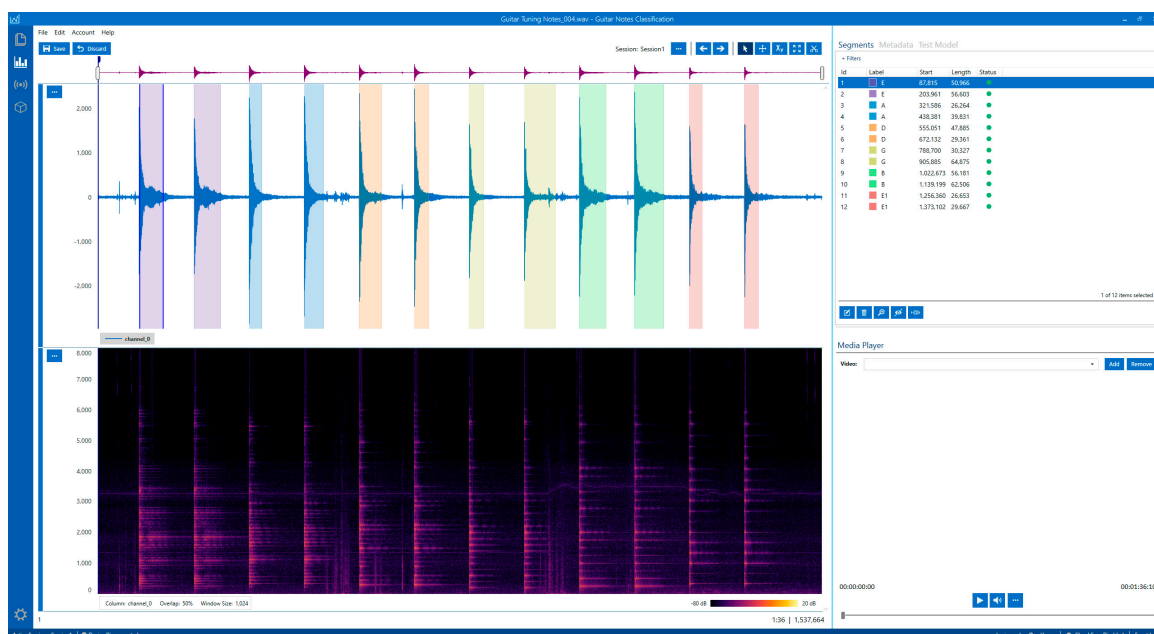 Guitar Tuning Notes_004.wav - Guitar Notes Classification
File Edit Account Help
Save Discard
Session: Session1
2,000
1,000
0
-1,000
-2,000
channel_0
8,000
7,000
6,000
5,000
4,000
3,000
2,000
1,000
0
Column: channel_0 Overlap: 50% Window Size: 1,024
-80 dB 20 dB
1
1:36 | 1,537,664
Segments Metadata Test Model
Filters
Id Label Start Length Status
1 E 87,815 50,966
2 E 203,961 56,603
3 A 321,586 26,264
4 A 438,381 39,831
5 D 555,051 47,885
6 D 672,132 29,361
7 G 788,700 30,327
8 G 905,885 64,875
9 B 1,022,673 56,181
10 B 1,139,199 62,506
11 E1 1,256,360 26,653
12 E1 1,373,102 29,667
1 of 12 items selected
Media Player
Video:
Add Remove
00:00:00:00
00:01:36:10